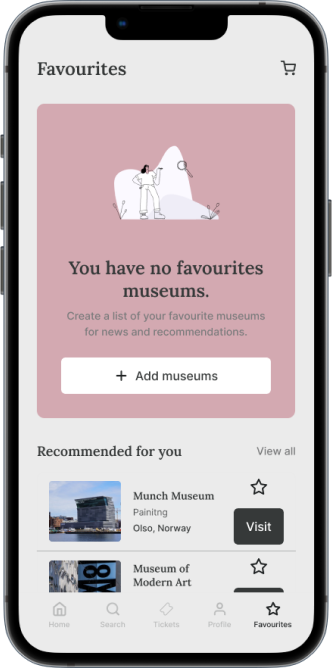 Favourites
You have no favourites
museums.
Create a list of your favourite museums
for news and recommendations.
+ Add museums
Recommended for you
View all
Munch Museum
Painitng
Olso, Norway
Visit
Museum of
Modern Art
Home
Search
Tickets
Profile
Favourites